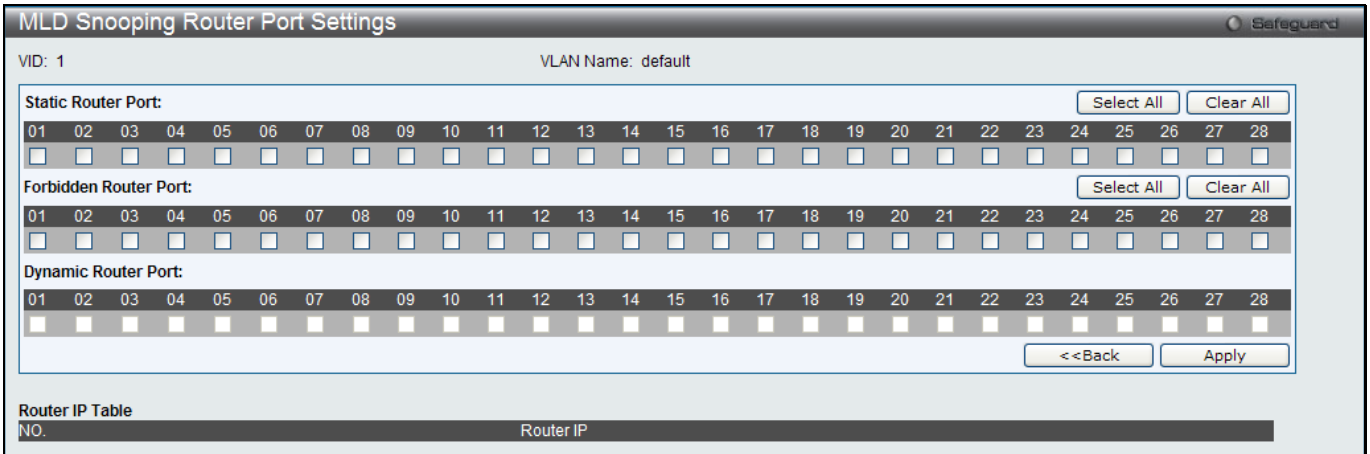 MLD Snooping Router Port Settings Safeguard
VID: 1 VLAN Name: default
Static Router Port: Select All Clear All
01 02 03 04 05 06 07 08 09 10 11 12 13 14 15 16 17 18 19 20 21 22 23 24 25 26 27 28
Forbidden Router Port: Select All Clear All
01 02 03 04 05 06 07 08 09 10 11 12 13 14 15 16 17 18 19 20 21 22 23 24 25 26 27 28
Dynamic Router Port:
01 02 03 04 05 06 07 08 09 10 11 12 13 14 15 16 17 18 19 20 21 22 23 24 25 26 27 28
<<Back Apply
Router IP Table
NO. Router IP